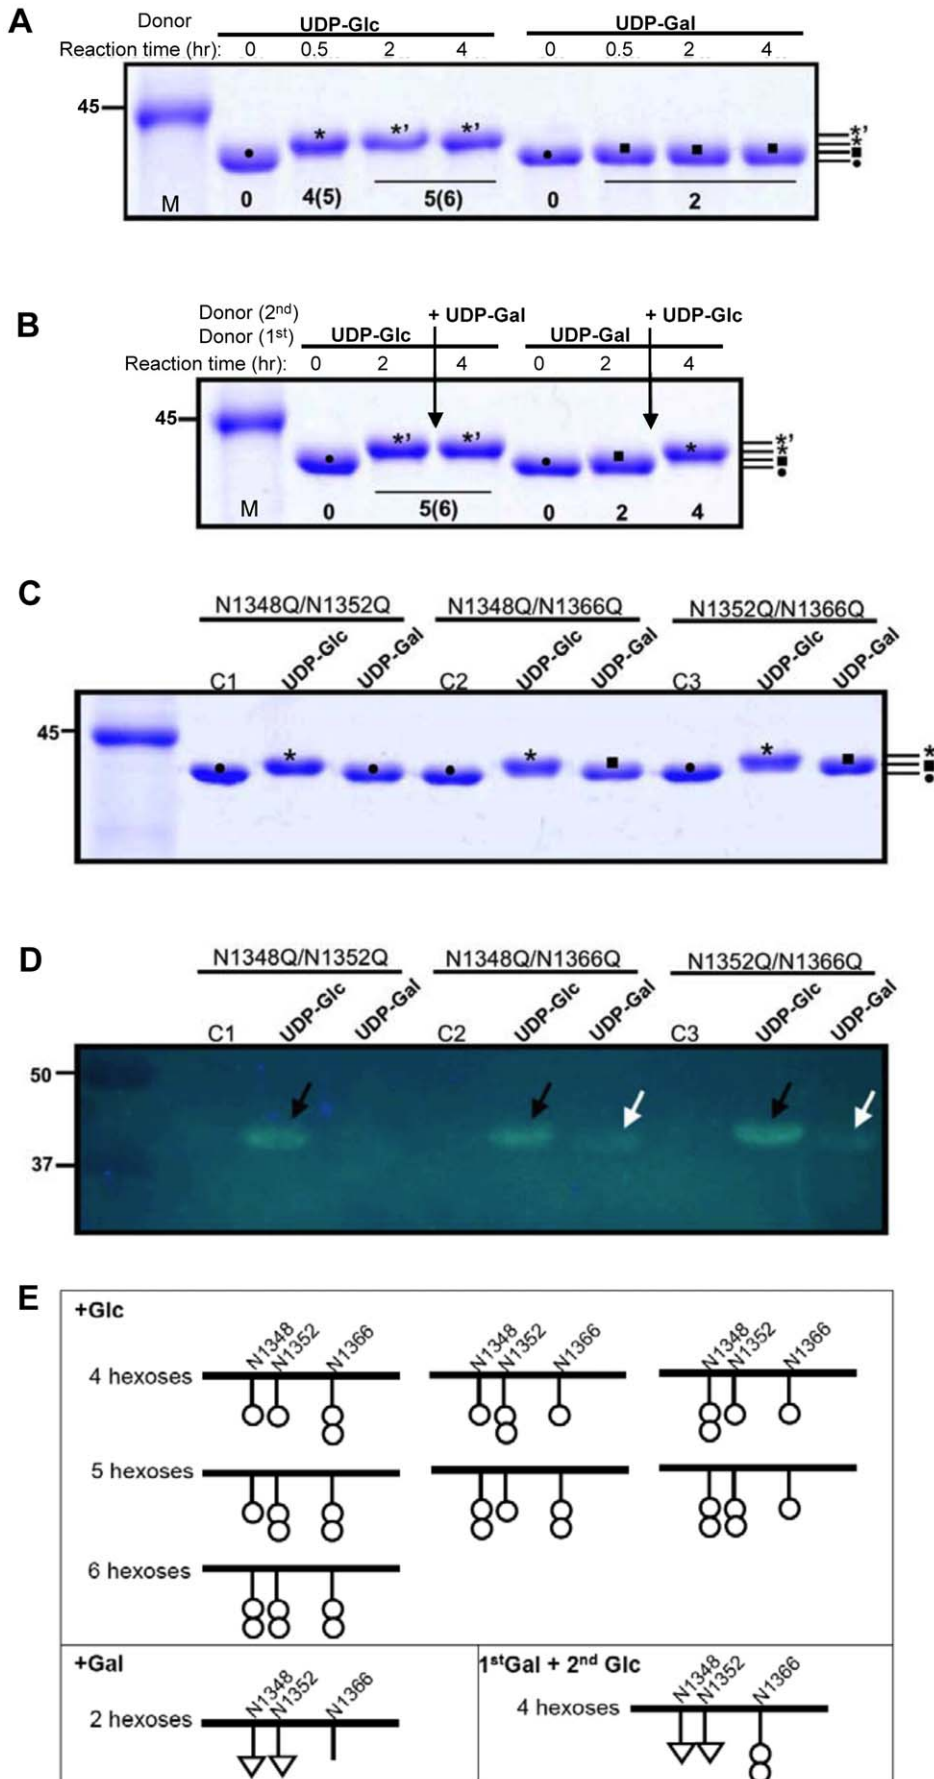 A
Donor UDP-Glc UDP-Gal
Reaction time (hr): 0 0.5 2 4 0 0.5 2 4
45
* *’ *’
*’
*
M 0 4(5) 5(6) 0 2
B
Donor (2nd) + UDP-Gal + UDP-Glc
Donor (1st) UDP-Glc UDP-Gal
Reaction time (hr): 0 2 4 0 2 4
45
*’ *’ *
*’
*
M 0 5(6) 0 2 4
C
N1348Q/N1352Q N1348Q/N1366Q N1352Q/N1366Q
C1 UDP-Glc UDP-Gal C2 UDP-Glc UDP-Gal C3 UDP-Glc UDP-Gal
45
* * * *
D
N1348Q/N1352Q N1348Q/N1366Q N1352Q/N1366Q
C1 UDP-Glc UDP-Gal C2 UDP-Glc UDP-Gal C3 UDP-Glc UDP-Gal
50
37
E
+Glc
N1348 N1352 N1366 N1348 N1352 N1366 N1348 N1352 N1366
4 hexoses
5 hexoses
6 hexoses
+Gal
N1348 N1352 N1366
2 hexoses
1stGal + 2nd Glc
N1348 N1352 N1366
4 hexoses